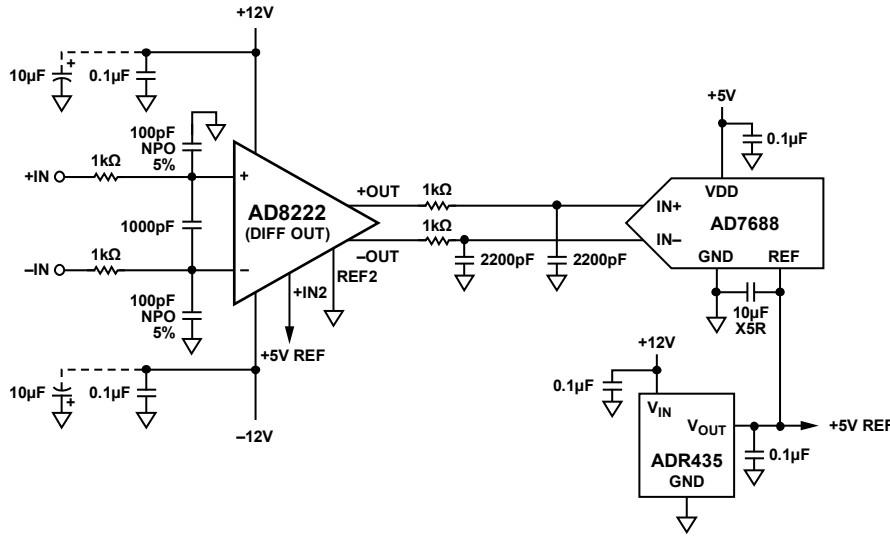 +12V
10µF
+
0.1µF
100pF
NPO
5%
+IN
1kΩ
+
1000pF
–IN
1kΩ
–
100pF
NPO
5%
10µF
+
0.1µF
–12V
AD8222
(DIFF OUT)
+OUT
–OUT
REF2
+IN2
+5V REF
1kΩ
1kΩ
2200pF
2200pF
+5V
0.1µF
VDD
IN+
AD7688
IN–
GND
REF
10µF
X5R
+12V
0.1µF
VIN
VOUT
+5V REF
ADR435
0.1µF
GND